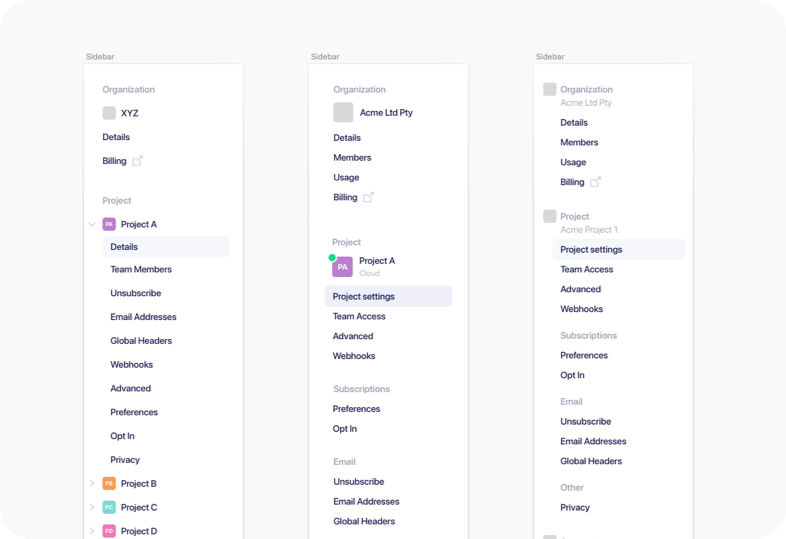 Sidebar
Organization
XYZ
Details
Billing
Project
PA
Project A
Details
Team Members
Unsubscribe
Email Addresses
Global Headers
Webhooks
Advanced
Preferences
Opt In
Privacy
PB
Project B
PC
Project C
PD
Project D
Sidebar
Organization
Acme Ltd Pty
Details
Members
Usage
Billing
Project
PA
Project A
Cloud
Project settings
Team Access
Advanced
Webhooks
Subscriptions
Preferences
Opt In
Email
Unsubscribe
Email Addresses
Global Headers
Sidebar
Organization
Acme Ltd Pty
Details
Members
Usage
Billing
Project
Acme Project 1
Project settings
Team Access
Advanced
Webhooks
Subscriptions
Preferences
Opt In
Email
Unsubscribe
Email Addresses
Global Headers
Other
Privacy